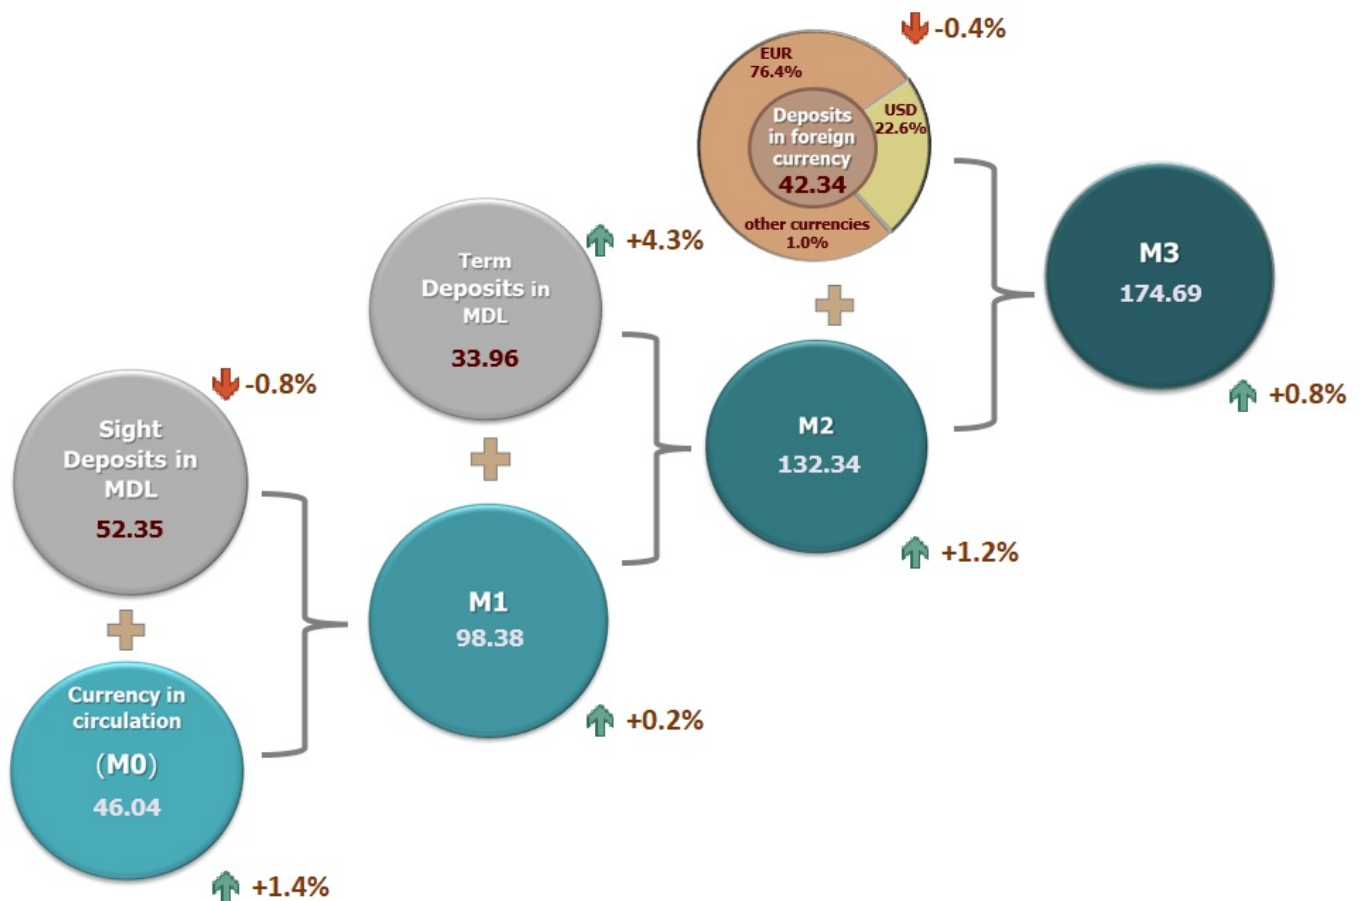 -0.4%
EUR
76.4%
USD
22.6%
Deposits
in foreign
currency
42.34
other currencies
1.0%
M3
174.69
+0.8%
+4.3%
Term
Deposits in
MDL
33.96
M2
132.34
+1.2%
-0.8%
Sight
Deposits in
MDL
52.35
M1
98.38
+0.2%
Currency in
circulation
(M0)
46.04
+1.4%